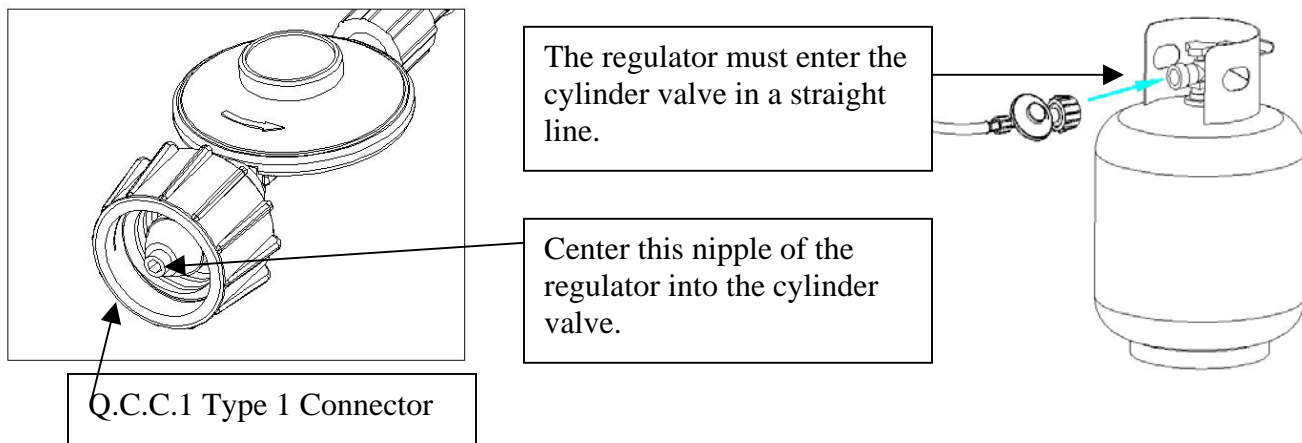 The regulator must enter the
cylinder valve in a straight
line.
Center this nipple of the
regulator into the cylinder
valve.
Q.C.C.1 Type 1 Connector